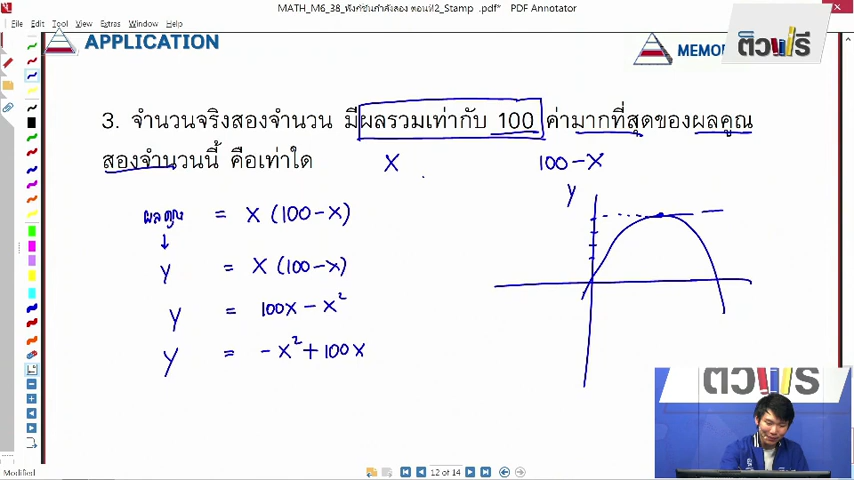 MATH_M6_38_ฟังก์ชันกำลังสอง ตอนที่2_Stamp .pdf* PDF Annotator
File Edit Tool View Document Extras Window Help
APPLICATION
MEMO
ติวฟรี
3. จำนวนจริงสองจำนวน มีผลรวมเท่ากับ 100 ค่ามากที่สุดของผลคูณ
สองจำนวนนี้ คือเท่าใด
x 100-x
y
ผลคูณ = x (100-x)
y = x (100-x)
y = 100x - x²
y = -x² + 100x
ติวฟรี
Modified
12 of 14